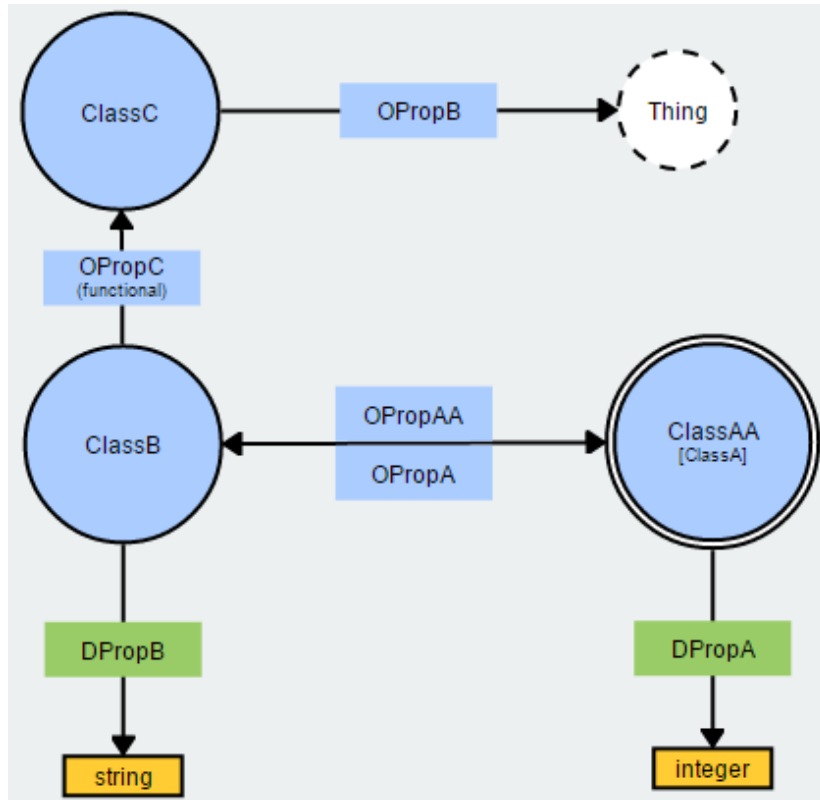 ClassC
OPropB
Thing
OPropC
(functional)
ClassB
OPropAA
OPropA
ClassAA
[ClassA]
DPropB
DPropA
string
integer